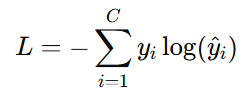 L = -\sum_{i=1}^{C} y_i \log(\hat{y}_i)